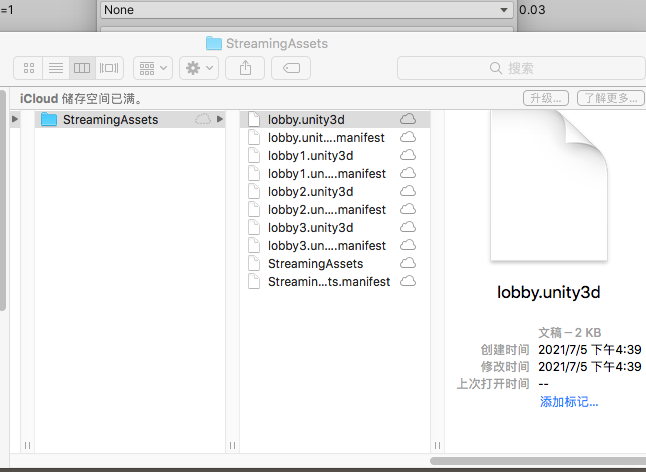 =1
None
0.03
StreamingAssets
搜索
iCloud 储存空间已满。
升级...
了解更多...
StreamingAssets
lobby.unity3d
lobby.unit....manifest
lobby1.unity3d
lobby1.un....manifest
lobby2.unity3d
lobby2.un....manifest
lobby3.unity3d
lobby3.un....manifest
StreamingAssets
Streamin...ts.manifest
lobby.unity3d
文稿 – 2 KB
创建时间 2021/7/5 下午4:39
修改时间 2021/7/5 下午4:39
上次打开时间 --
添加标记...